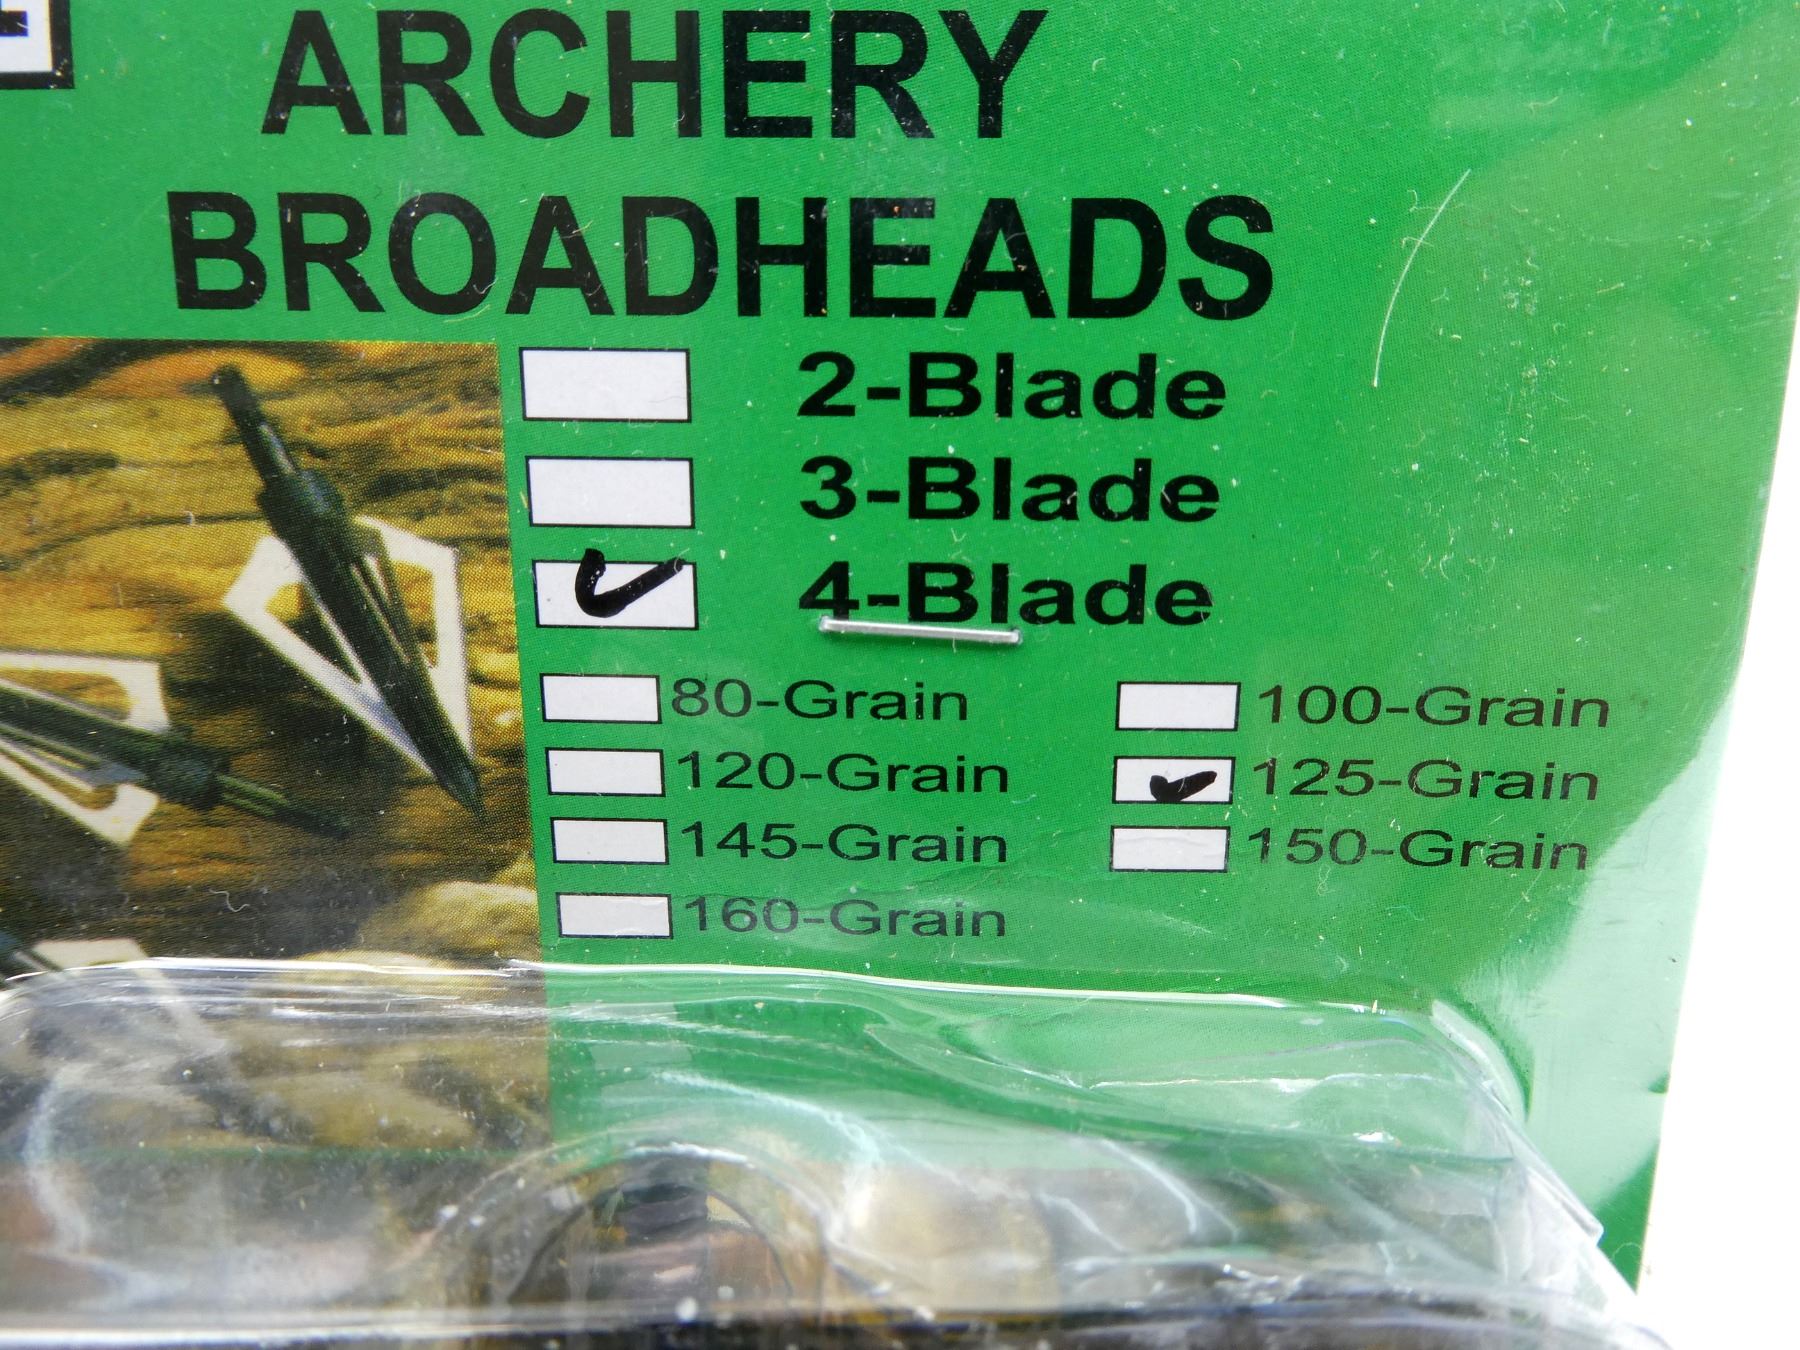 ARCHERY
BROADHEADS
2-Blade
3-Blade
4-Blade
80-Grain 100-Grain
120-Grain 125-Grain
145-Grain 150-Grain
160-Grain